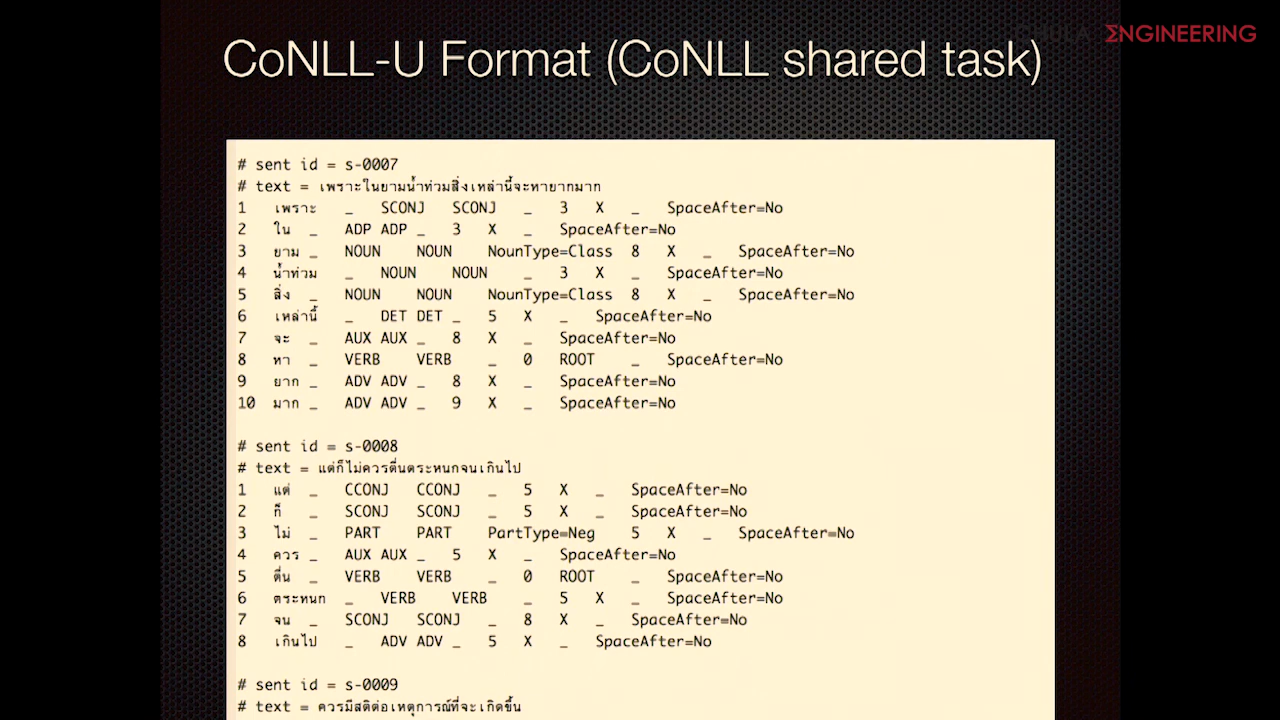 CHULA ΣNGINEERING
CoNLL-U Format (CoNLL shared task)
# sent id = s-0007
# text = เพราะในยามน้ำท่วมสิ่งเหล่านี้จะหายากมาก
1 เพราะ _ SCONJ SCONJ _ 3 X _ SpaceAfter=No
2 ใน _ ADP ADP _ 3 X _ SpaceAfter=No
3 ยาม _ NOUN NOUN NounType=Class 8 X _ SpaceAfter=No
4 น้ำท่วม _ NOUN NOUN _ 3 X _ SpaceAfter=No
5 สิ่ง _ NOUN NOUN NounType=Class 8 X _ SpaceAfter=No
6 เหล่านี้ _ DET DET _ 5 X _ SpaceAfter=No
7 จะ _ AUX AUX _ 8 X _ SpaceAfter=No
8 หา _ VERB VERB _ 0 ROOT _ SpaceAfter=No
9 ยาก _ ADV ADV _ 8 X _ SpaceAfter=No
10 มาก _ ADV ADV _ 9 X _ SpaceAfter=No
# sent id = s-0008
# text = แต่ก็ไม่ควรตื่นตระหนกจนเกินไป
1 แต่ _ CCONJ CCONJ _ 5 X _ SpaceAfter=No
2 ก็ _ SCONJ SCONJ _ 5 X _ SpaceAfter=No
3 ไม่ _ PART PART PartType=Neg 5 X _ SpaceAfter=No
4 ควร _ AUX AUX _ 5 X _ SpaceAfter=No
5 ตื่น _ VERB VERB _ 0 ROOT _ SpaceAfter=No
6 ตระหนก _ VERB VERB _ 5 X _ SpaceAfter=No
7 จน _ SCONJ SCONJ _ 8 X _ SpaceAfter=No
8 เกินไป _ ADV ADV _ 5 X _ SpaceAfter=No
# sent id = s-0009
# text = ควรมีสติต่อเหตุการณ์ที่จะเกิดขึ้น